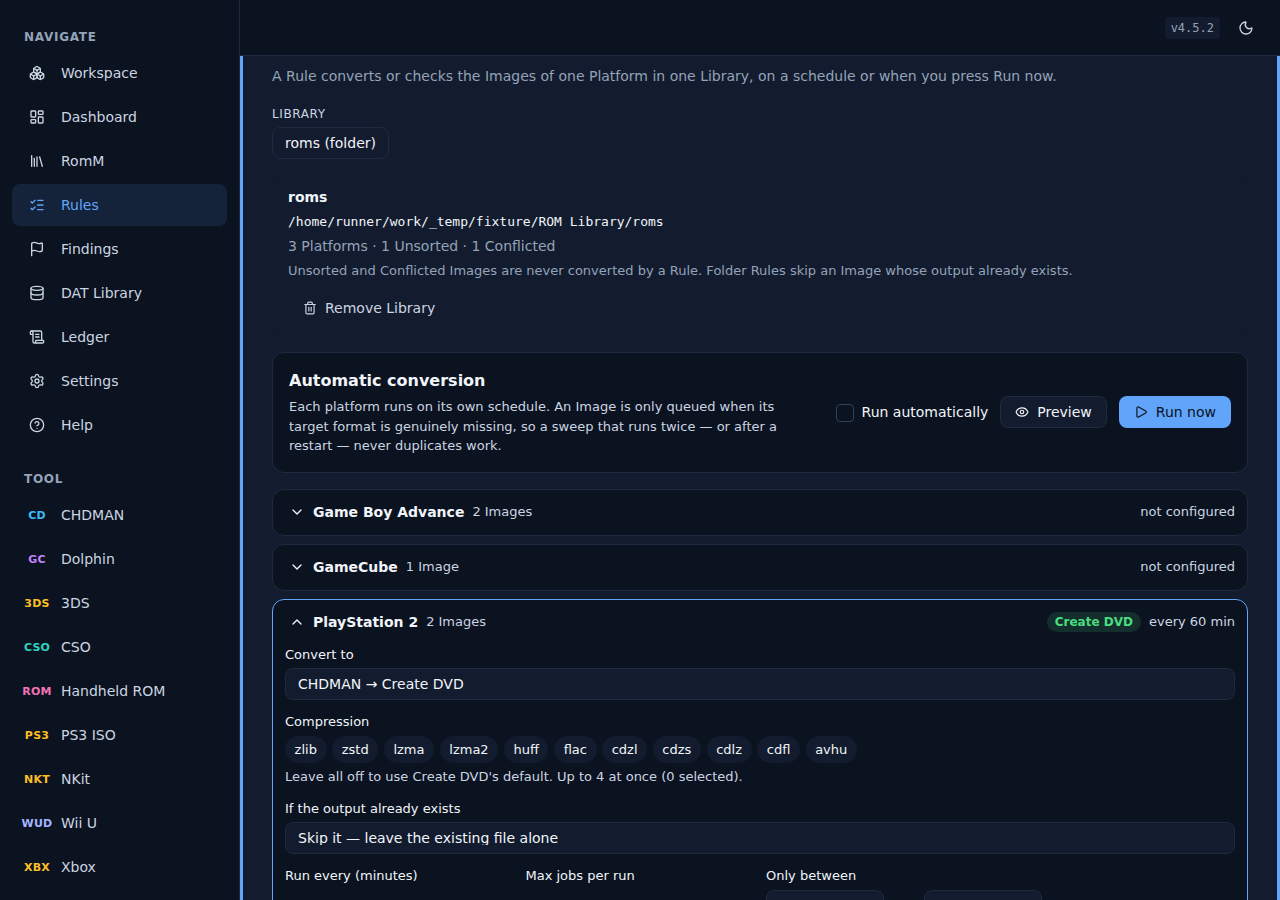 NAVIGATE
Workspace
Dashboard
RomM
Rules
Findings
DAT Library
Ledger
Settings
Help
TOOL
CD CHDMAN
GC Dolphin
3DS 3DS
CSO CSO
ROM Handheld ROM
PS3 PS3 ISO
NKT NKit
WUD Wii U
XBX Xbox
v4.5.2
A Rule converts or checks the Images of one Platform in one Library, on a schedule or when you press Run now.
LIBRARY
roms (folder)
roms
/home/runner/work/_temp/fixture/ROM Library/roms
3 Platforms · 1 Unsorted · 1 Conflicted
Unsorted and Conflicted Images are never converted by a Rule. Folder Rules skip an Image whose output already exists.
Remove Library
Automatic conversion
Each platform runs on its own schedule. An Image is only queued when its
target format is genuinely missing, so a sweep that runs twice — or after a
restart — never duplicates work.
Run automatically Preview Run now
Game Boy Advance 2 Images not configured
GameCube 1 Image not configured
PlayStation 2 2 Images Create DVD every 60 min
Convert to
CHDMAN → Create DVD
Compression
zlib zstd lzma lzma2 huff flac cdzl cdzs cdlz cdfl avhu
Leave all off to use Create DVD's default. Up to 4 at once (0 selected).
If the output already exists
Skip it — leave the existing file alone
Run every (minutes) Max jobs per run Only between